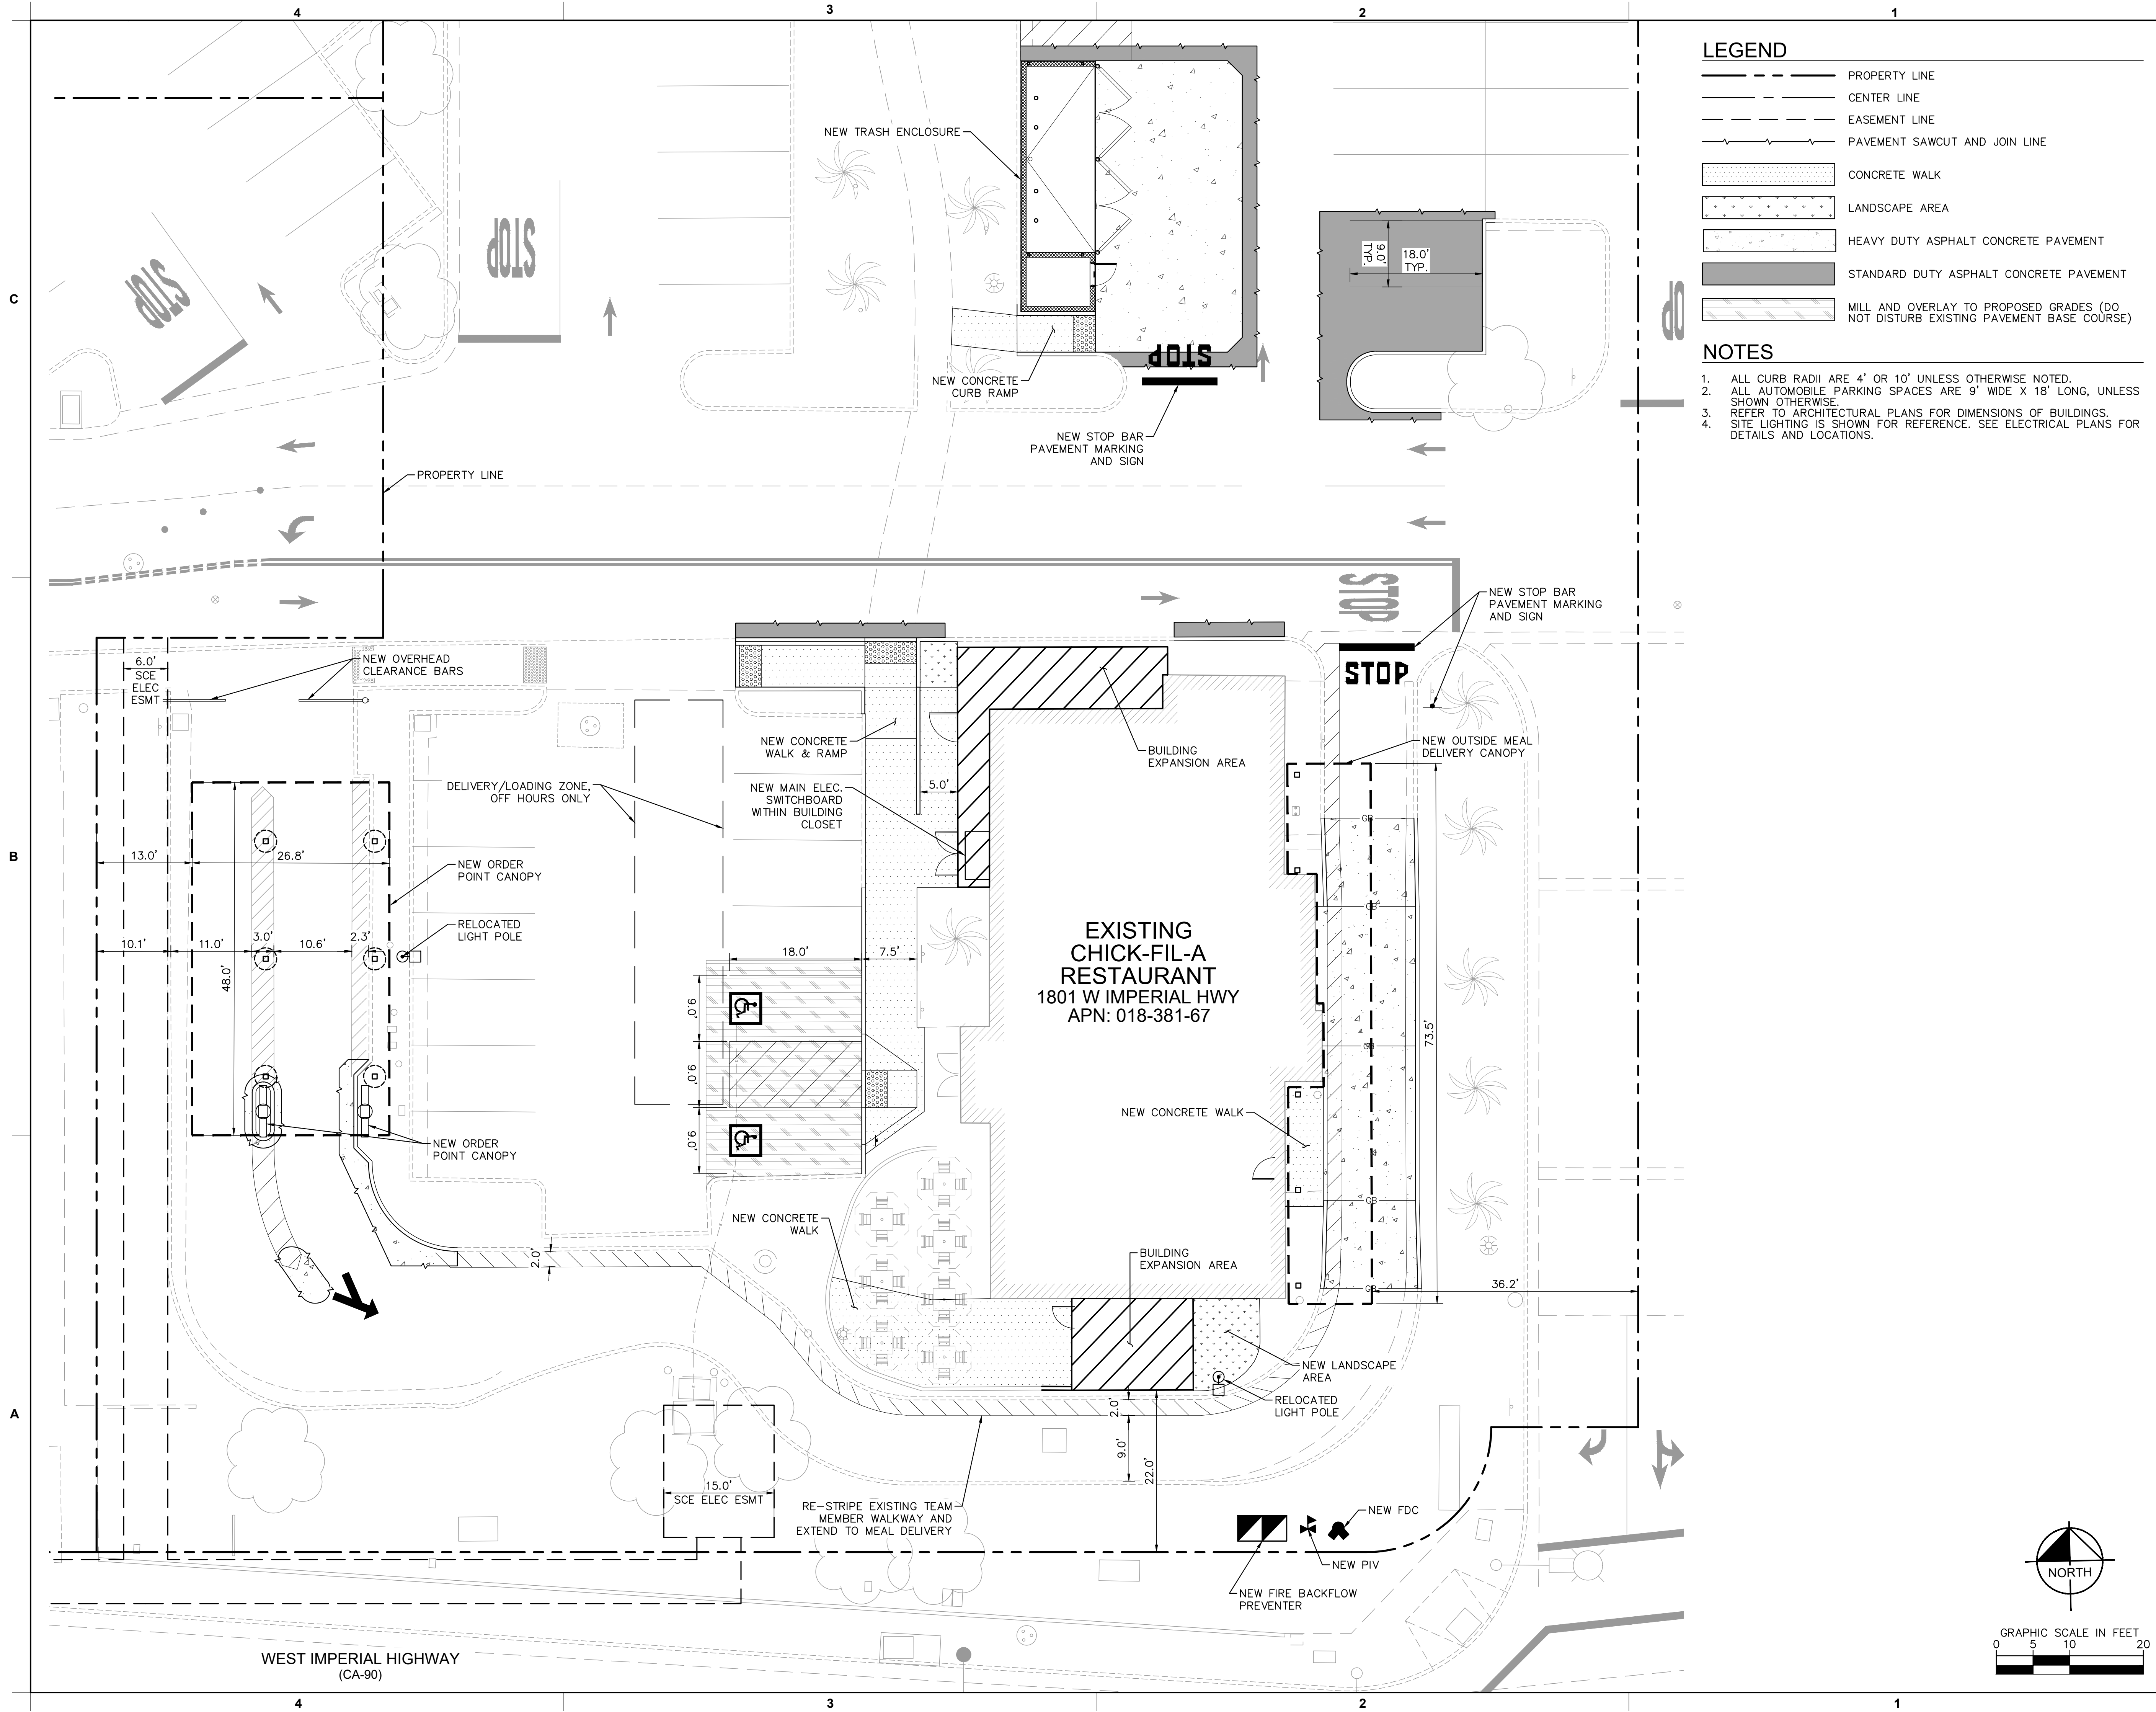 4
3
2
1
C
B
A
LEGEND
PROPERTY LINE
CENTER LINE
EASEMENT LINE
PAVEMENT SAWCUT AND JOIN LINE
CONCRETE WALK
LANDSCAPE AREA
HEAVY DUTY ASPHALT CONCRETE PAVEMENT
STANDARD DUTY ASPHALT CONCRETE PAVEMENT
MILL AND OVERLAY TO PROPOSED GRADES (DO
NOT DISTURB EXISTING PAVEMENT BASE COURSE)
NOTES
1. ALL CURB RADII ARE 4' OR 10' UNLESS OTHERWISE NOTED.
2. ALL AUTOMOBILE PARKING SPACES ARE 9' WIDE X 18' LONG, UNLESS
SHOWN OTHERWISE.
3. REFER TO ARCHITECTURAL PLANS FOR DIMENSIONS OF BUILDINGS.
4. SITE LIGHTING IS SHOWN FOR REFERENCE. SEE ELECTRICAL PLANS FOR
DETAILS AND LOCATIONS.
NEW TRASH ENCLOSURE
STOP
STOP
STOP
STOP
9.0'
TYP.
18.0'
TYP.
NEW CONCRETE
CURB RAMP
NEW STOP BAR
PAVEMENT MARKING
AND SIGN
PROPERTY LINE
STOP
NEW STOP BAR
PAVEMENT MARKING
AND SIGN
STOP
6.0'
SCE
ELEC
ESMT
NEW OVERHEAD
CLEARANCE BARS
NEW CONCRETE
WALK & RAMP
BUILDING
EXPANSION AREA
NEW OUTSIDE MEAL
DELIVERY CANOPY
DELIVERY/LOADING ZONE,
OFF HOURS ONLY
NEW MAIN ELEC.
SWITCHBOARD
WITHIN BUILDING
CLOSET
5.0'
GB
13.0'
26.8'
NEW ORDER
POINT CANOPY
48.0'
RELOCATED
LIGHT POLE
10.1'
11.0'
3.0'
10.6'
2.3'
18.0'
7.5'
9.0'
9.0'
9.0'
EXISTING
CHICK-FIL-A
RESTAURANT
1801 W IMPERIAL HWY
APN: 018-381-67
GB
GB
73.5'
NEW CONCRETE WALK
NEW ORDER
POINT CANOPY
GB
NEW CONCRETE
WALK
2.0'
BUILDING
EXPANSION AREA
GB
36.2'
NEW LANDSCAPE
AREA
RELOCATED
LIGHT POLE
2.0'
9.0'
22.0'
15.0'
SCE ELEC ESMT
RE-STRIPE EXISTING TEAM
MEMBER WALKWAY AND
EXTEND TO MEAL DELIVERY
NEW FDC
NEW PIV
NEW FIRE BACKFLOW
PREVENTER
WEST IMPERIAL HIGHWAY
(CA-90)
NORTH
GRAPHIC SCALE IN FEET
0 5 10 20
4
3
2
1